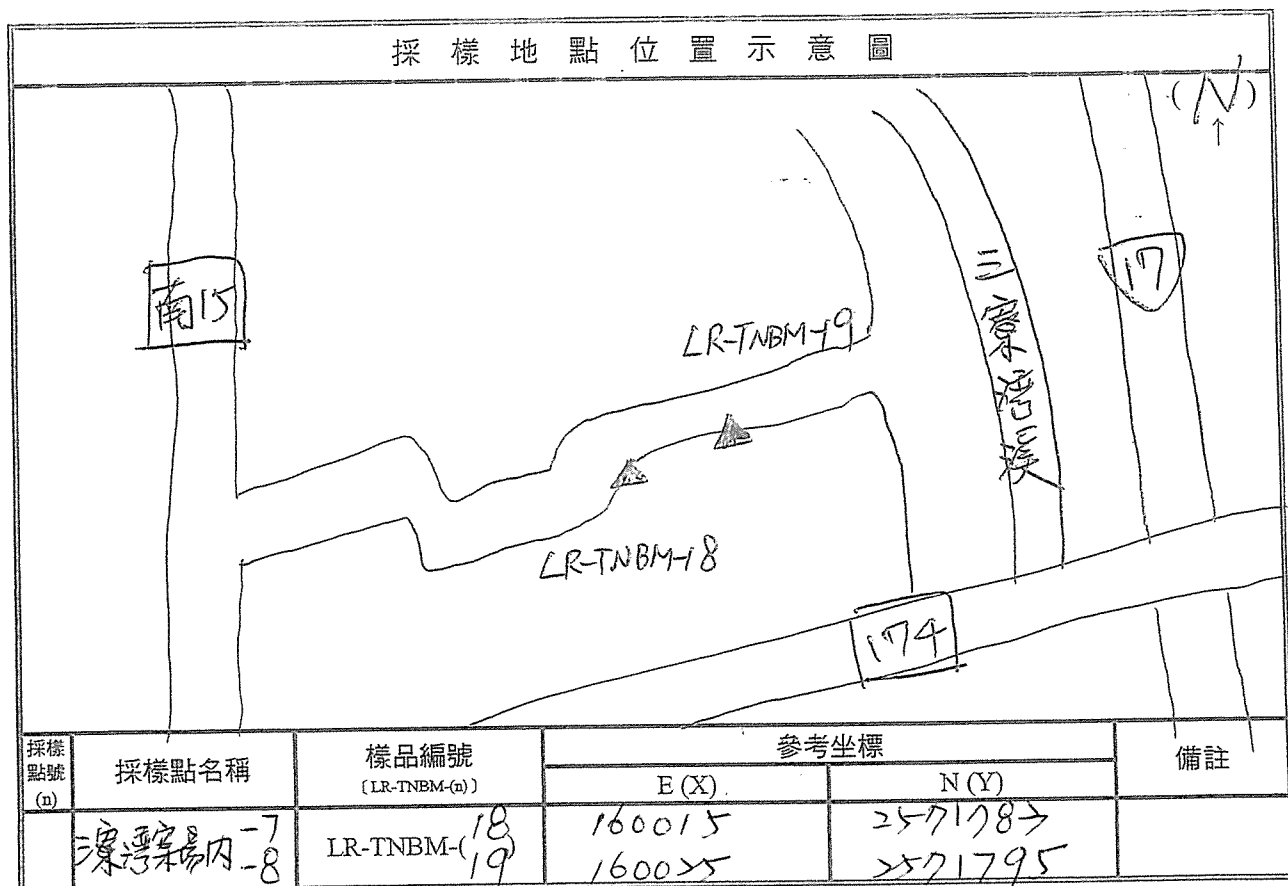 採樣地點位置示意圖
(N)
↑
南15
17
LR-TNBM-19
三寮
LR-TNBM-18
174
採樣點號(n)
採樣點名稱
樣品編號
[LR-TNBM-(n)]
參考坐標
E (X)
N (Y)
備註
灣
內-7
-8
LR-TNBM-(18
19)
160015
2571783
160025
2571795